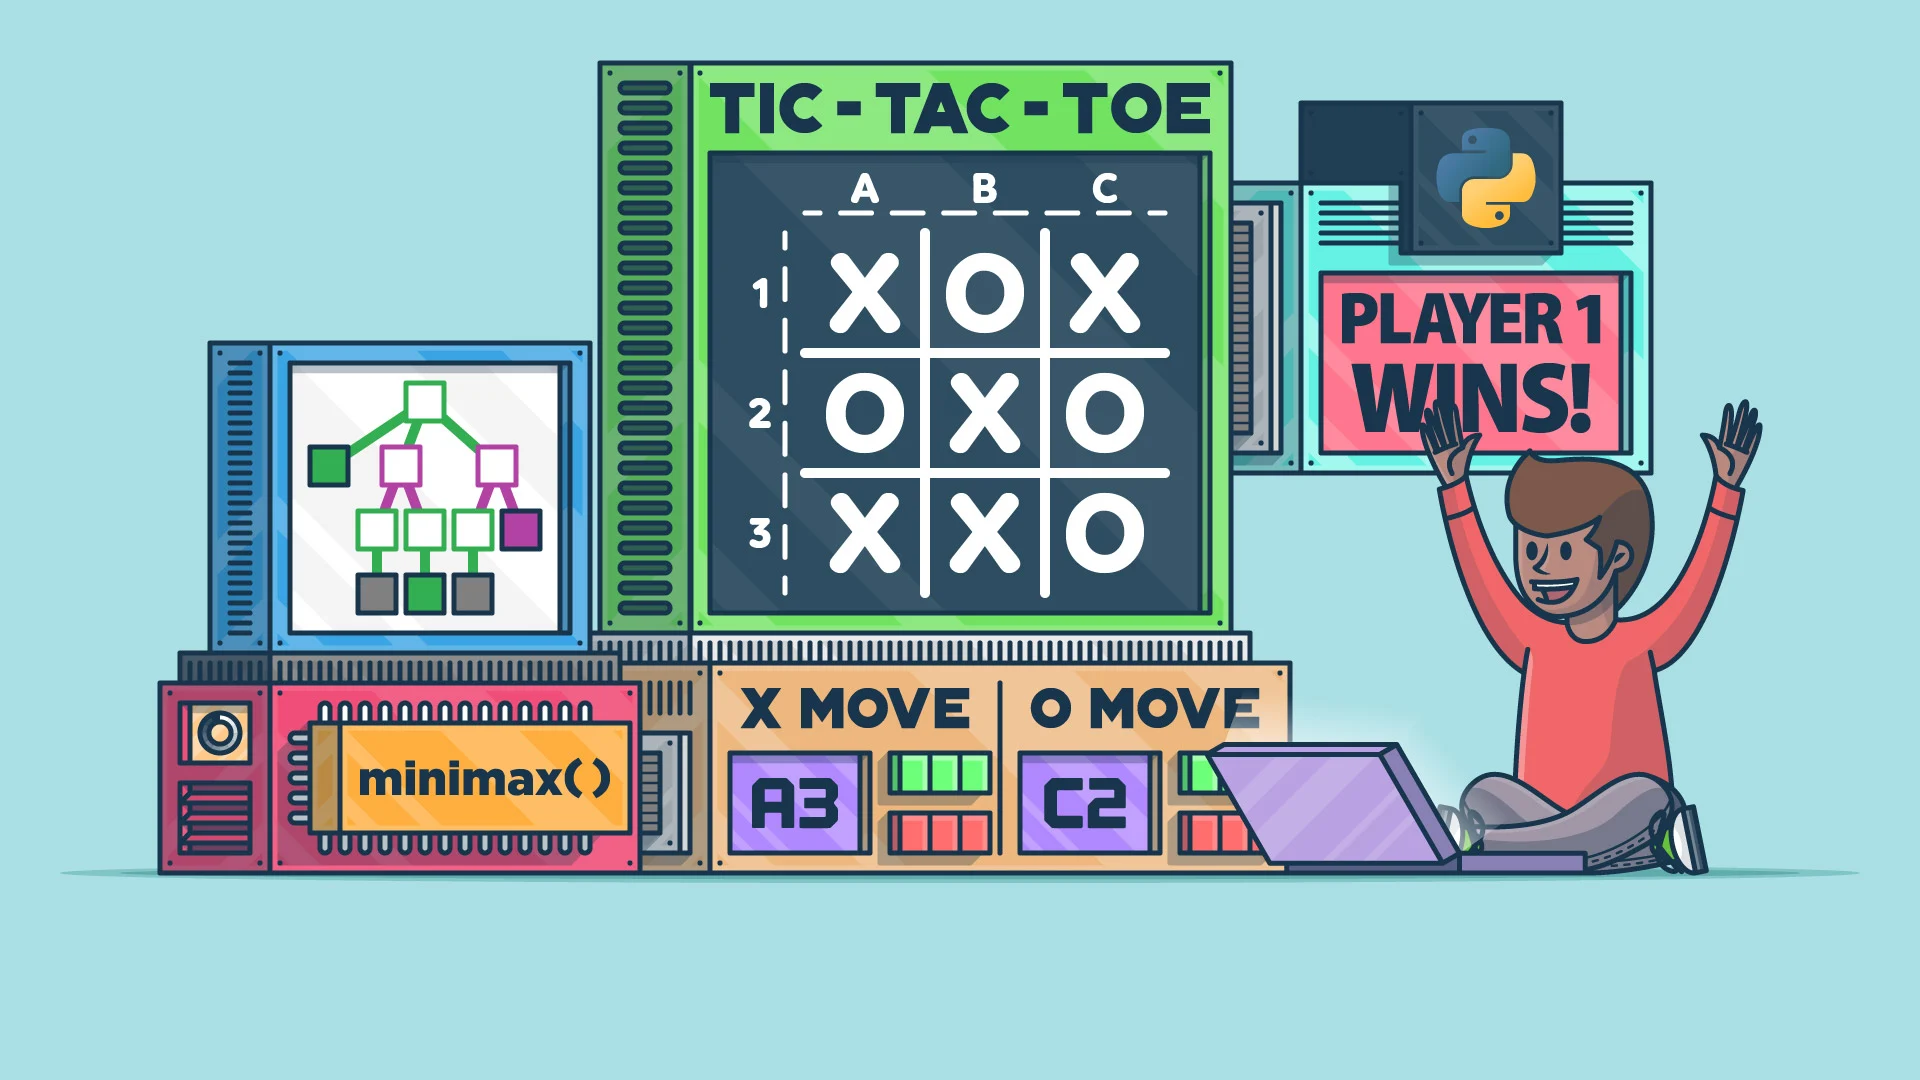 TIC - TAC - TOE
A B C
1 X O X
2 O X O
3 X X O
PLAYER 1
WINS!
minimax()
X MOVE
A3
O MOVE
C2